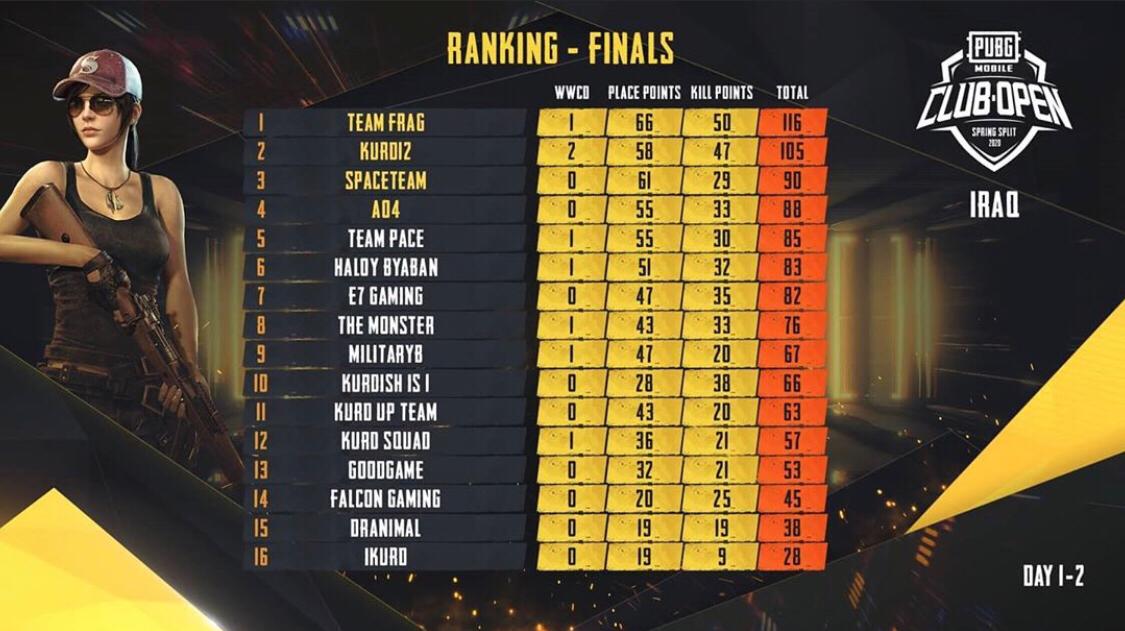 RANKING - FINALS
PUBG
MOBILE
CLUB·OPEN
SPRING SPLIT
2020
IRAQ
WWCD PLACE POINTS KILL POINTS TOTAL
1 TEAM FRAG 1 66 50 116
2 KURD12 2 58 47 105
3 SPACETEAM 0 61 29 90
4 AO4 0 55 33 88
5 TEAM PACE 1 55 30 85
6 HALOY BYABAN 1 51 32 83
7 E7 GAMING 0 47 35 82
8 THE MONSTER 1 43 33 76
9 MILITARYB 1 47 20 67
10 KURDISH IS 1 0 28 38 66
11 KURD UP TEAM 0 43 20 63
12 KURD SQUAD 1 36 21 57
13 GOODGAME 0 32 21 53
14 FALCON GAMING 0 20 25 45
15 DRANIMAL 0 19 19 38
16 IKURD 0 19 9 28
DAY 1-2